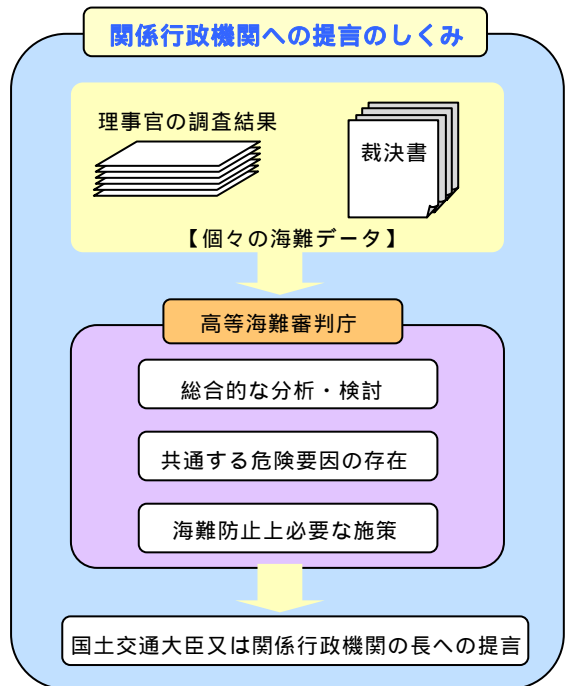 関係行政機関への提言のしくみ
理事官の調査結果
裁決書
【個々の海難データ】
高等海難審判庁
総合的な分析・検討
共通する危険要因の存在
海難防止上必要な施策
国土交通大臣又は関係行政機関の長への提言